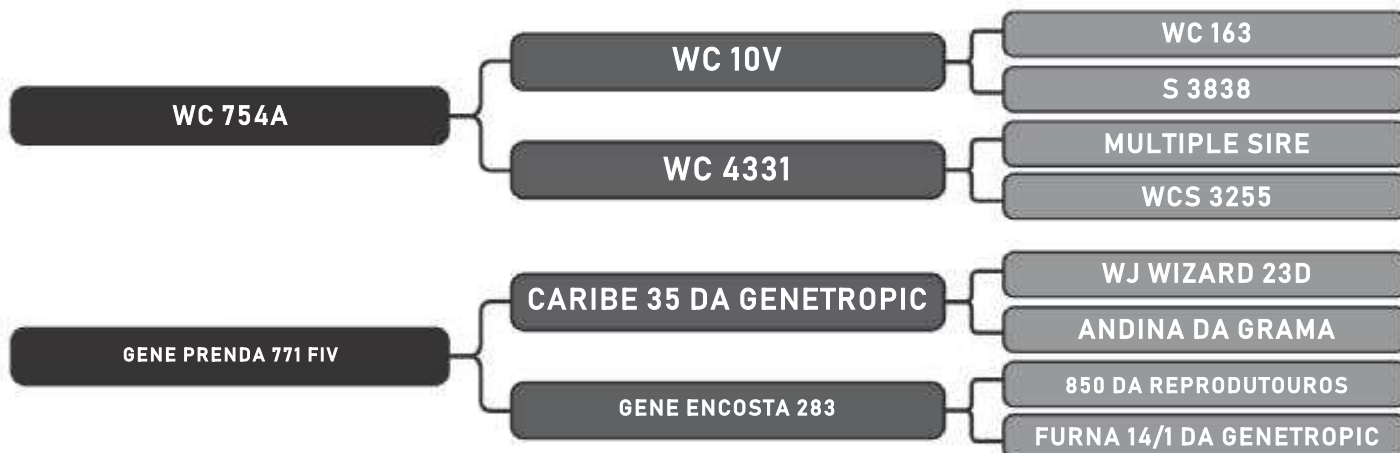 WC 754A
WC 10V
WC 163
S 3838
WC 4331
MULTIPLE SIRE
WCS 3255
GENE PRENDA 771 FIV
CARIBE 35 DA GENETROPIC
WJ WIZARD 23D
ANDINA DA GRAMA
GENE ENCOSTA 283
850 DA REPRODUTOUROS
FURNA 14/1 DA GENETROPIC